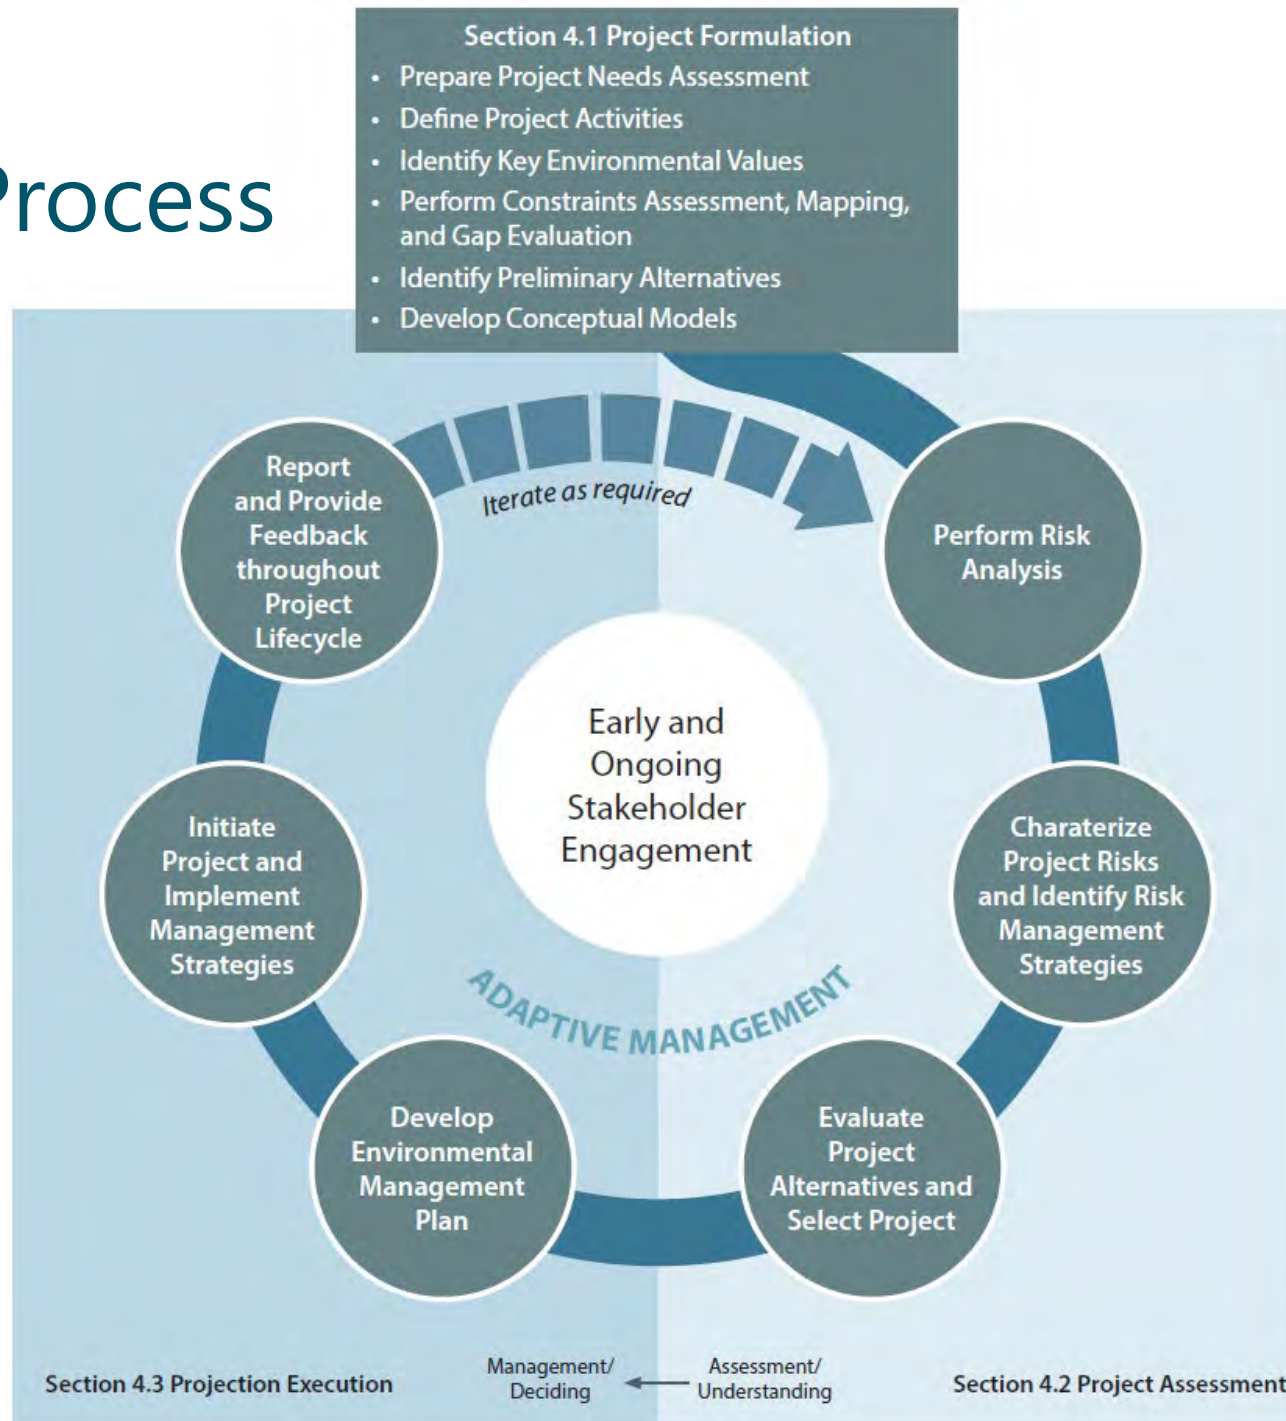 Process
Section 4.1 Project Formulation
• Prepare Project Needs Assessment
• Define Project Activities
• Identify Key Environmental Values
• Perform Constraints Assessment, Mapping,
and Gap Evaluation
• Identify Preliminary Alternatives
• Develop Conceptual Models
Iterate as required
Report
and Provide
Feedback
throughout
Project
Lifecycle
Perform Risk
Analysis
Early and
Ongoing
Stakeholder
Engagement
Initiate
Project and
Implement
Management
Strategies
Charaterize
Project Risks
and Identify Risk
Management
Strategies
ADAPTIVE MANAGEMENT
Develop
Environmental
Management
Plan
Evaluate
Project
Alternatives and
Select Project
Section 4.3 Projection Execution
Management/
Deciding
Assessment/
Understanding
Section 4.2 Project Assessment